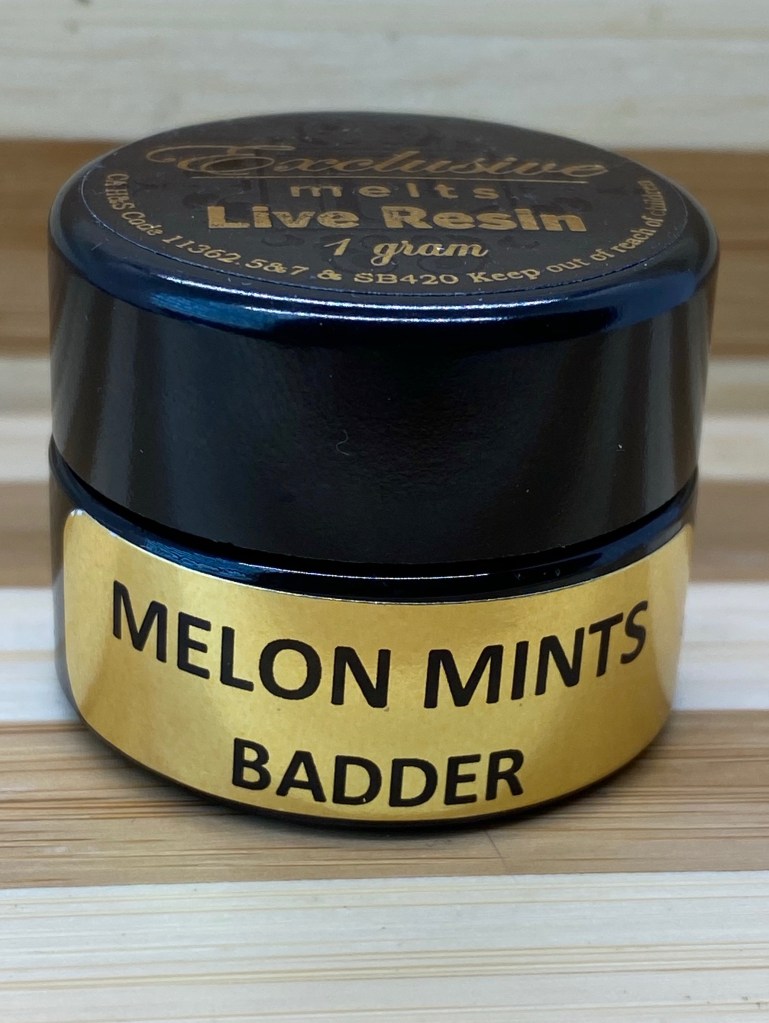 Exclusive
melts
Live Resin
1 gram
CA H&S Code 11362.5&7 & SB420 Keep out of reach of children
MELON MINTS
BADDER